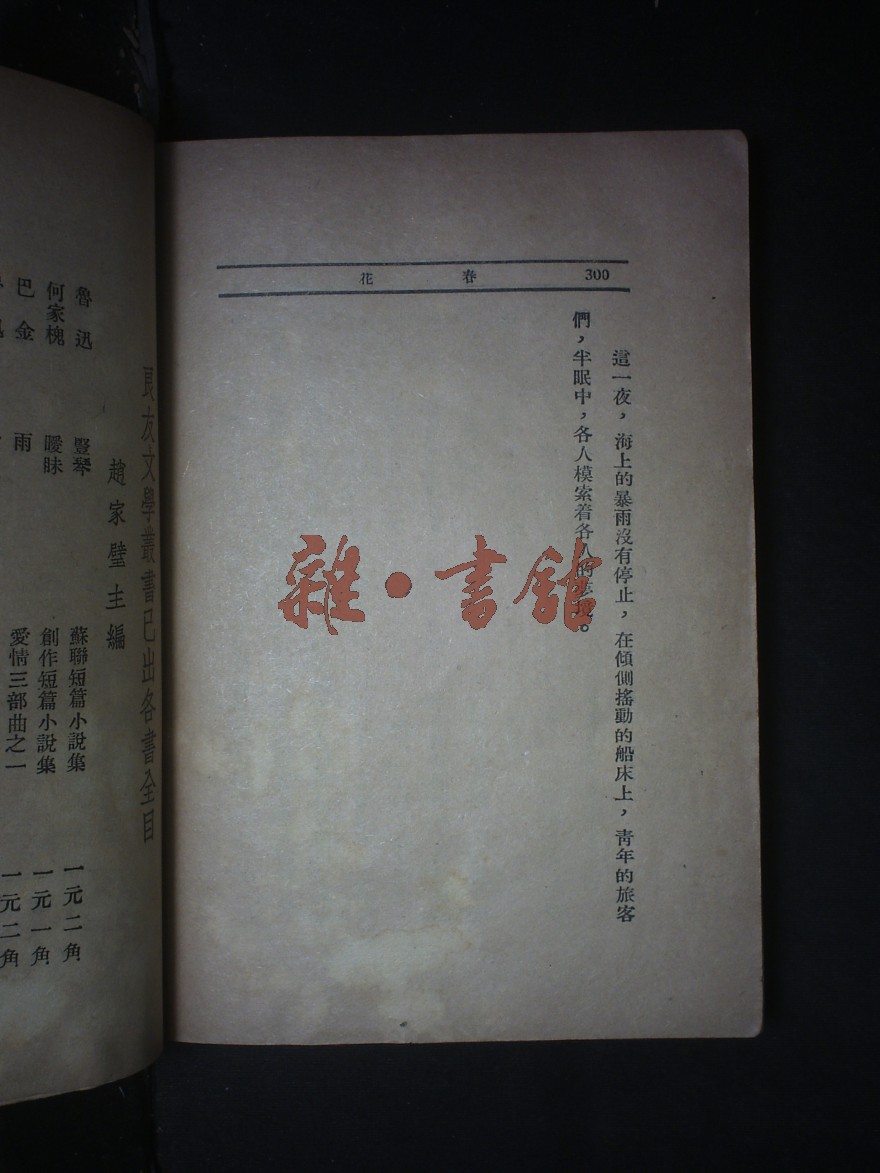 春花
300
這一夜，海上的暴雨沒有停止，在傾側搖動的船床上，青年的旅客
們，半眠中，各人模索着各人的夢境。
雜·書館
良友文學叢書已出各書全目
趙家璧主編
魯迅 豎琴 蘇聯短篇小說集 一元二角
何家槐 曖昧 創作短篇小說集 一元一角
巴金 雨 愛情三部曲之一 一元二角